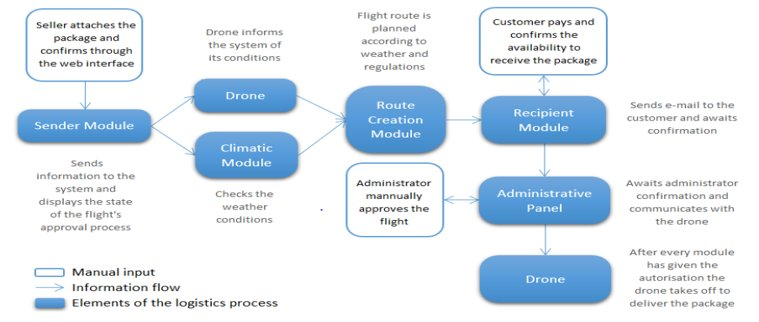 Seller attaches the
package and
confirms through
the web interface
Drone informs
the system of
its conditions
Flight route is
planned
according to
weather and
regulations
Customer pays and
confirms the
availability to
receive the package
Sender Module
Drone
Climatic
Module
Route
Creation
Module
Recipient
Module
Sends e-mail to the
customer and awaits
confirmation
Sends
information to the
system and
displays the state
of the flight's
approval process
Checks the
weather
conditions
Administrator
mannually
approves the
flight
Administrative
Panel
Awaits administrator
confirmation and
communicates with
the drone
Drone
After every module
has given the
autorisation the
drone takes off to
deliver the package
Manual input
Information flow
Elements of the logistics process